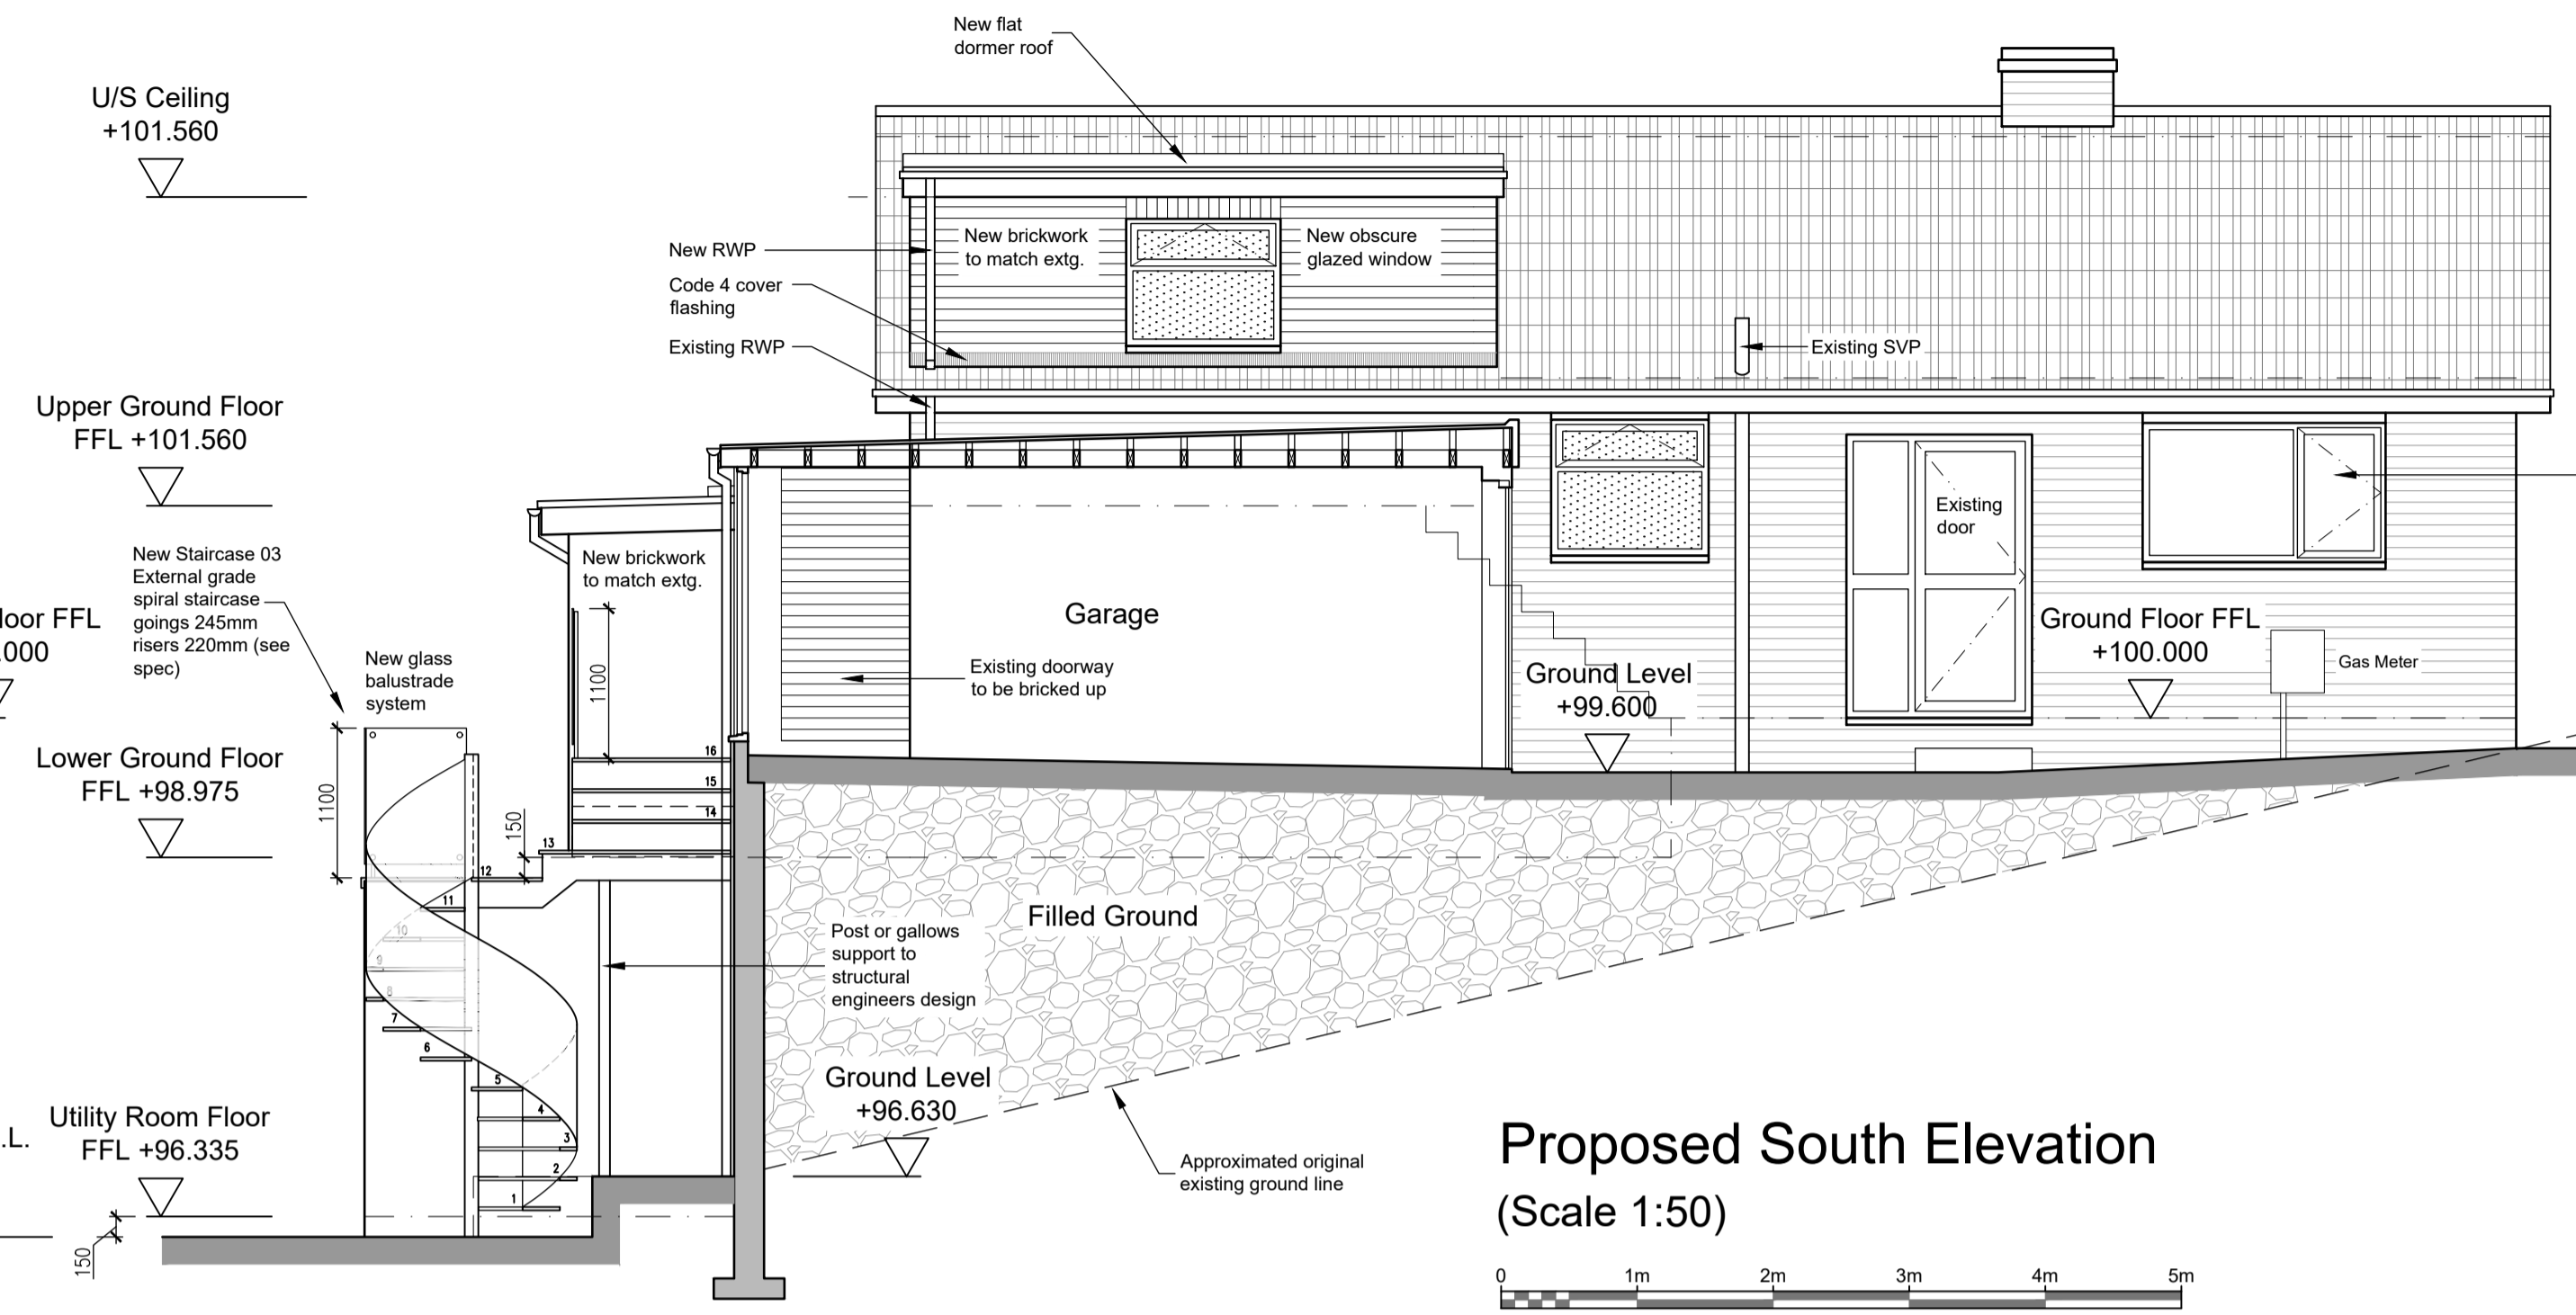 New flat
dormer roof
U/S Ceiling
+101.560
New RWP
New brickwork
to match extg.
New obscure
glazed window
Code 4 cover
flashing
Existing RWP
Existing SVP
Upper Ground Floor
FFL +101.560
New Staircase 03
External grade
spiral staircase
goings 245mm
risers 220mm (see
spec)
New brickwork
to match extg.
Existing
door
loor FFL
.000
Garage
Ground Floor FFL
+100.000
Gas Meter
New glass
balustrade
system
1100
Existing doorway
to be bricked up
Ground Level
+99.600
Lower Ground Floor
FFL +98.975
1100
16
15
14
150
13
12
11
10
9
8
7
6
5
4
3
2
1
Filled Ground
Post or gallows
support to
structural
engineers design
Ground Level
+96.630
.L.
Utility Room Floor
FFL +96.335
150
Approximated original
existing ground line
Proposed South Elevation
(Scale 1:50)
0 1m 2m 3m 4m 5m